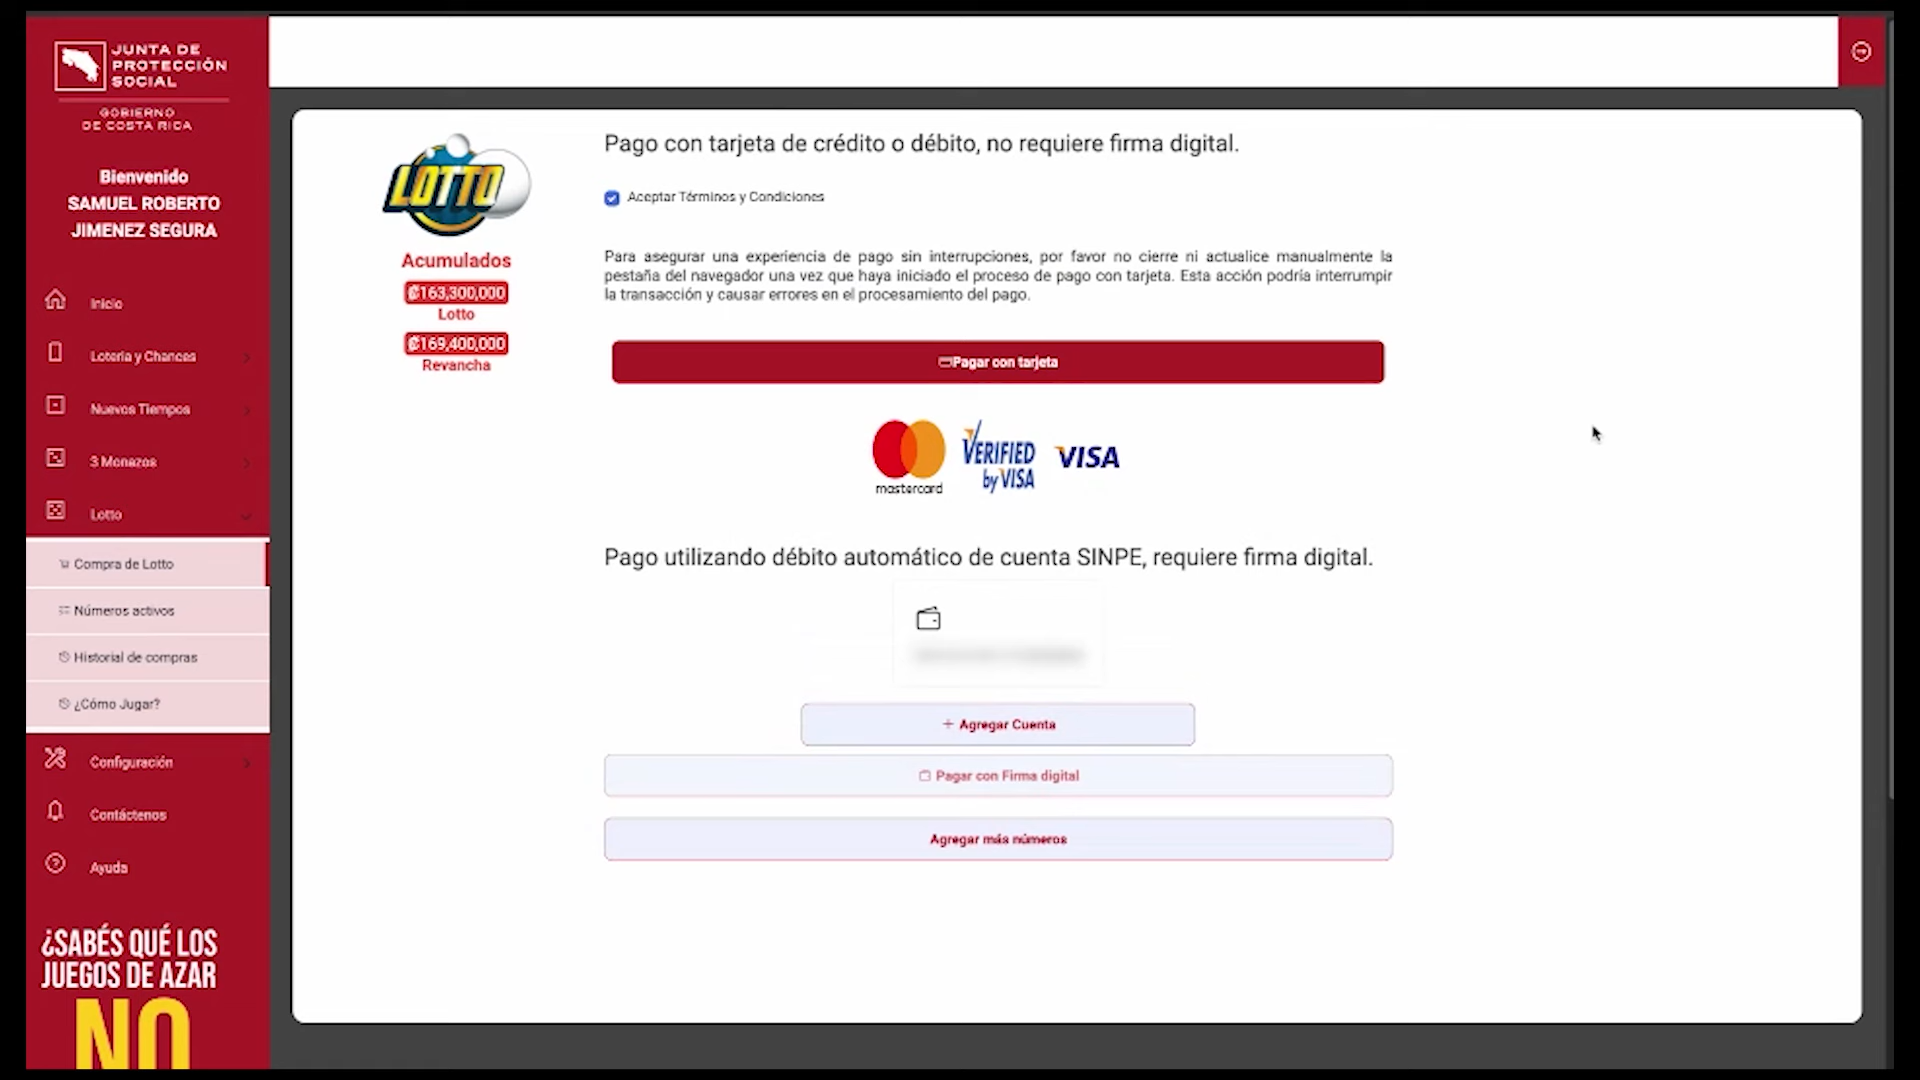 JUNTA DE
PROTECCIÓN
SOCIAL
GOBIERNO
DE COSTA RICA
Bienvenido
SAMUEL ROBERTO
JIMENEZ SEGURA
Inicio
Lotería y Chances
Nuevos Tiempos
3 Monazos
Lotto
Compra de Lotto
Números activos
Historial de compras
¿Cómo Jugar?
Configuración
Contáctenos
Ayuda
¿SABÉS QUÉ LOS
JUEGOS DE AZAR
NO
LOTTO
Acumulados
₡163,300,000
Lotto
₡169,400,000
Revancha
Pago con tarjeta de crédito o débito, no requiere firma digital.
Aceptar Términos y Condiciones
Para asegurar una experiencia de pago sin interrupciones, por favor no cierre ni actualice manualmente la
pestaña del navegador una vez que haya iniciado el proceso de pago con tarjeta. Esta acción podría interrumpir
la transacción y causar errores en el procesamiento del pago.
Pagar con tarjeta
mastercard
VERIFIED
by VISA
VISA
Pago utilizando débito automático de cuenta SINPE, requiere firma digital.
+ Agregar Cuenta
Pagar con Firma digital
Agregar más números